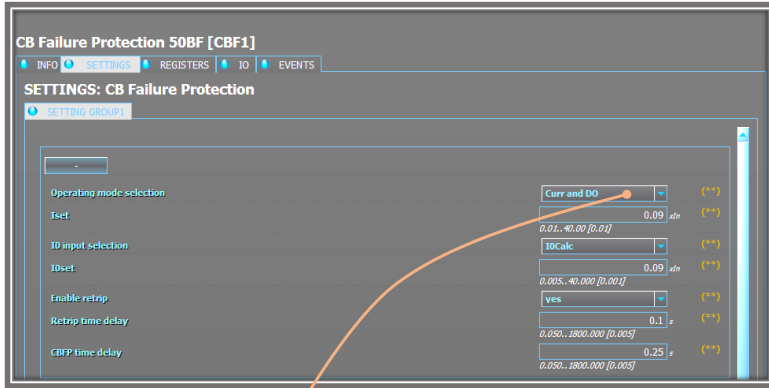 CB Failure Protection 50BF [CBF1]
INFO SETTINGS REGISTERS IO EVENTS
SETTINGS: CB Failure Protection
SETTING GROUP1
-
Operating mode selection Curr and DO (**)
Iset 0.09 xIn (**)
0.01..40.00 [0.01]
I0 input selection I0Calc (**)
I0set 0.09 xIn (**)
0.005..40.000 [0.001]
Enable retrip yes (**)
Retrip time delay 0.1 s (**)
0.050..1800.000 [0.005]
CBFP time delay 0.25 s (**)
0.050..1800.000 [0.005]